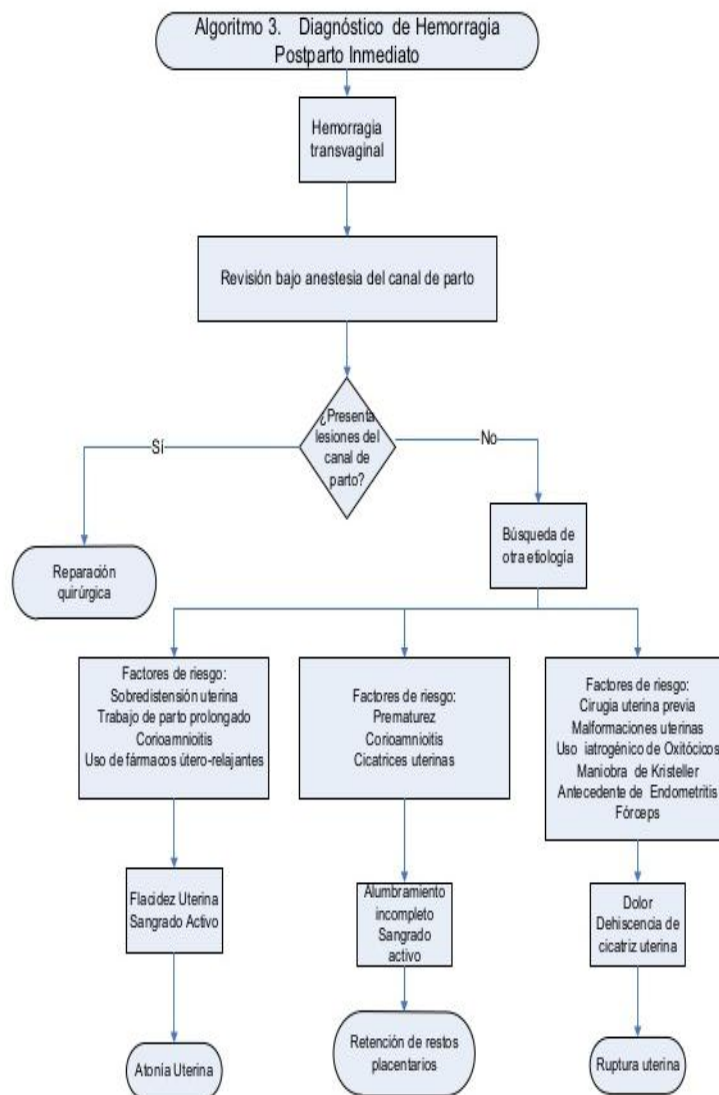 Algoritmo 3. Diagnóstico de Hemorragia
Postparto Inmediato
Hemorragia
transvaginal
Revisión bajo anestesia del canal de parto
¿Presenta
lesiones del
canal de
parto?
Sí
No
Reparación
quirúrgica
Búsqueda de
otra etiología
Factores de riesgo:
Sobredistensión uterina
Trabajo de parto prolongado
Corioamnioitis
Uso de fármacos útero-relajantes
Factores de riesgo:
Prematurez
Corioamnioitis
Cicatrices uterinas
Factores de riesgo:
Cirugia uterina previa
Malformaciones uterinas
Uso iatrogénico de Oxitócicos
Maniobra de Kristeller
Antecedente de Endometritis
Fórceps
Flacidez Uterina
Sangrado Activo
Alumbramiento
incompleto
Sangrado
activo
Dolor
Dehiscencia de
cicatriz uterina
Atonía Uterina
Retención de restos
placentarios
Ruptura uterina